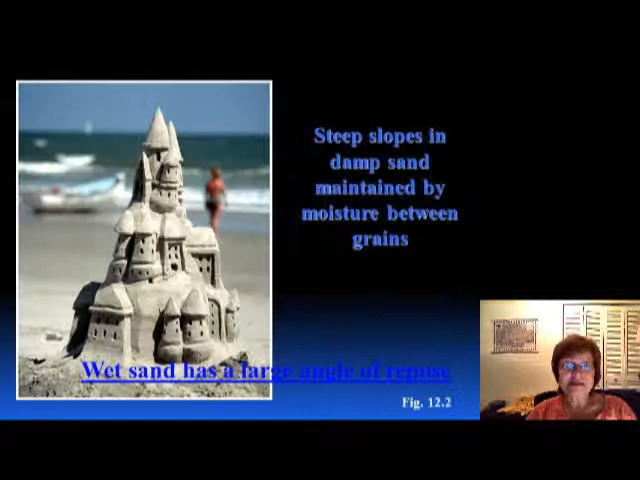 Steep slopes in
damp sand
maintained by
moisture between
grains
Wet sand has a large angle of repose
Fig. 12.2